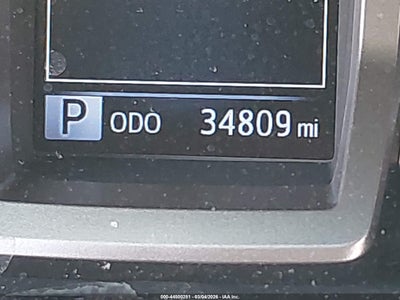 P ODO 34809 mi
000-44600281 - 03/04/2026 - IAA Inc.